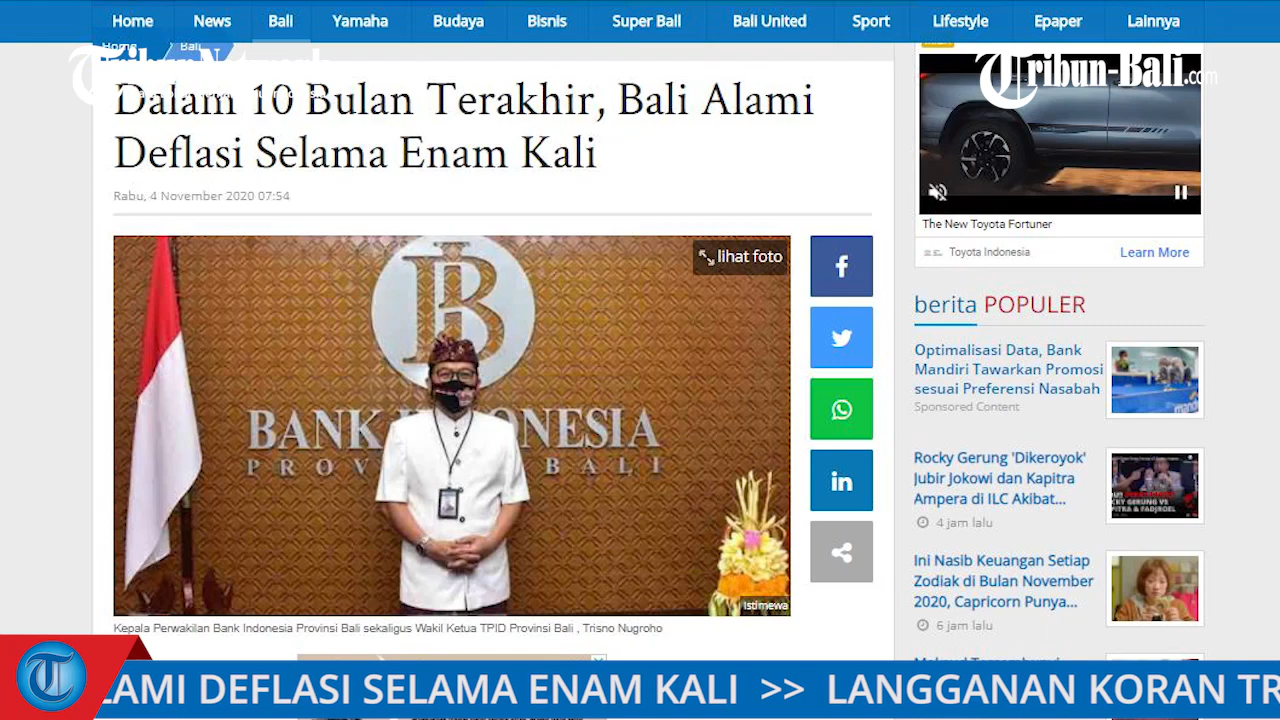 Home News Bali Yamaha Budaya Bisnis Super Ball Bali United Sport Lifestyle Epaper Lainnya
Home Bali
Tribun-Bali.com
Dalam 10 Bulan Terakhir, Bali Alami
Deflasi Selama Enam Kali
Rabu, 4 November 2020 07:54
lihat foto
BANK INDONESIA
PROVINSI BALI
Istimewa
Kepala Perwakilan Bank Indonesia Provinsi Bali sekaligus Wakil Ketua TPID Provinsi Bali , Trisno Nugroho
The New Toyota Fortuner
Toyota Indonesia
Learn More
berita POPULER
Optimalisasi Data, Bank
Mandiri Tawarkan Promosi
sesuai Preferensi Nasabah
Sponsored Content
Rocky Gerung 'Dikeroyok'
Jubir Jokowi dan Kapitra
Ampera di ILC Akibat...
4 jam lalu
Ini Nasib Keuangan Setiap
Zodiak di Bulan November
2020, Capricorn Punya...
6 jam lalu
LAMI DEFLASI SELAMA ENAM KALI >> LANGGANAN KORAN TR